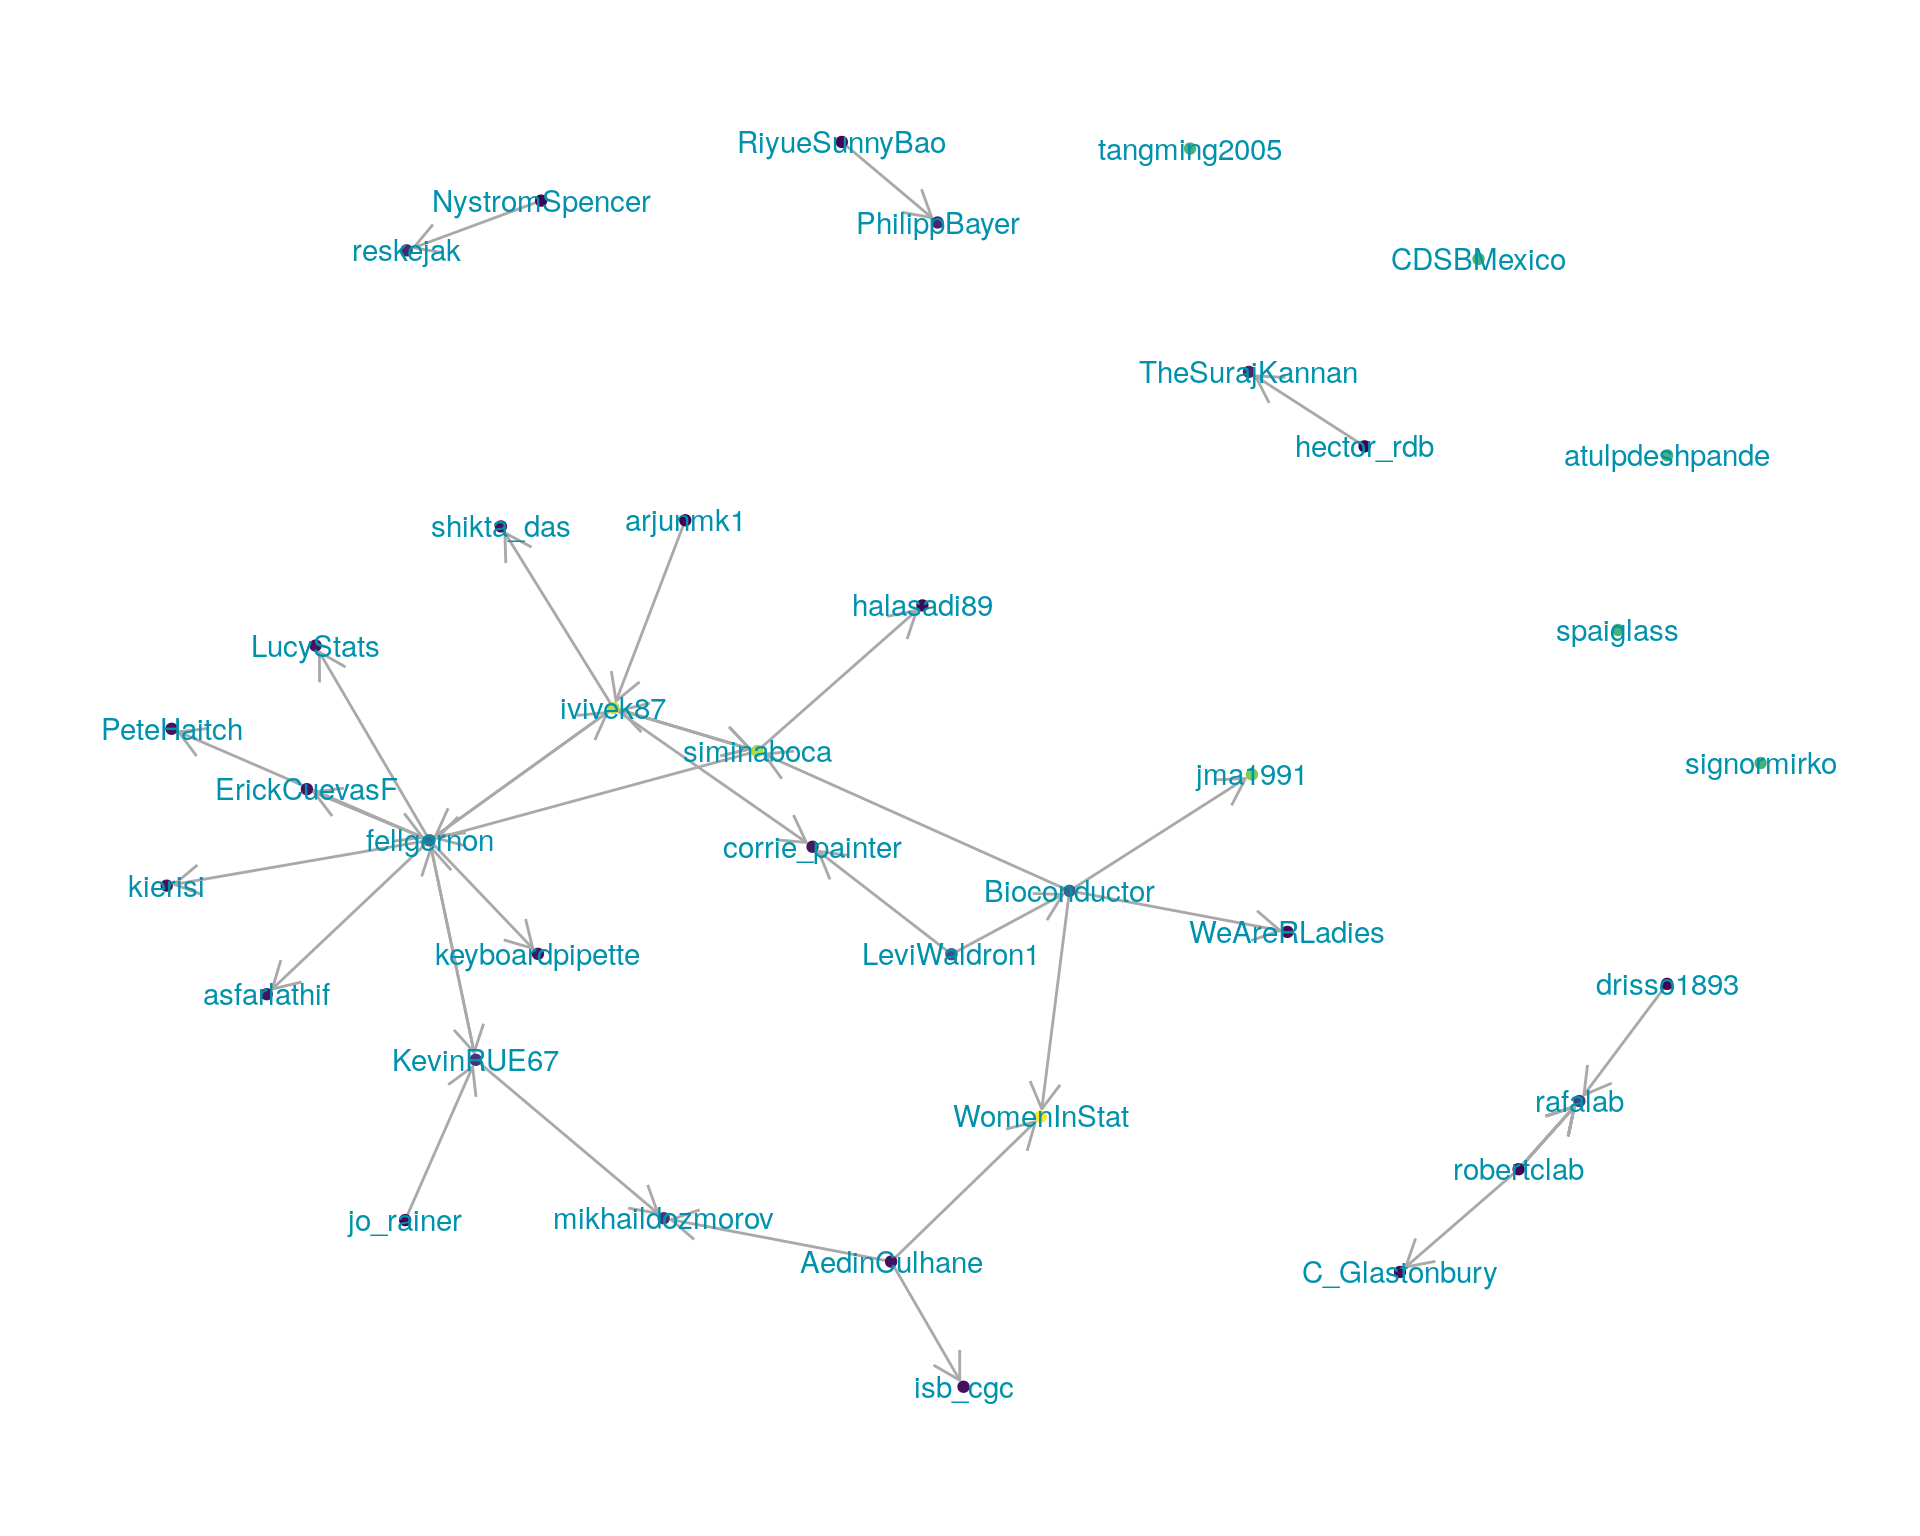 RiyueSunnyBao
tangming2005
NystromSpencer
PhilippBayer
reskejak
CDSBMexico
TheSurajKannan
hector_rdb
atulpdeshpande
shikta_das
arjunmk1
halasadi89
spaiglass
LucyStats
ivivek87
PeteHaitch
siminaboca
signormirko
jma1991
ErickCuevasF
fellgernon
corrie_painter
kierisi
Bioconductor
WeAreRLadies
keyboardpipette
LeviWaldron1
drisso1893
asfarlathif
KevinRUE67
rafalab
WomenInStat
robertclab
jo_rainer
mikhaildozmorov
AedinCulhane
C_Glastonbury
isb_cgc